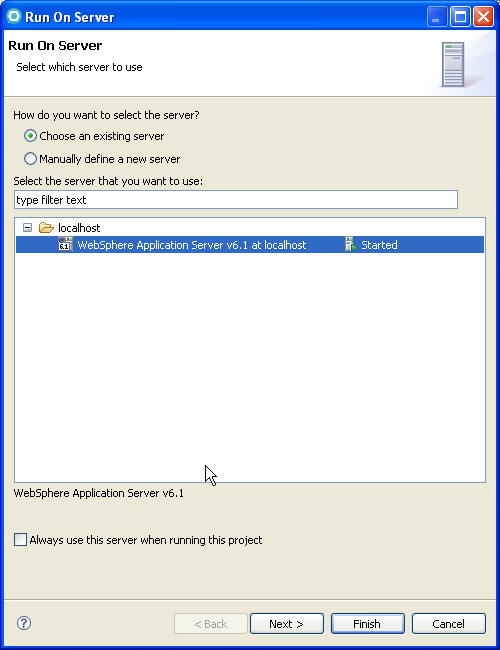 Run On Server
Run On Server
Select which server to use
How do you want to select the server?
Choose an existing server
Manually define a new server
Select the server that you want to use:
type filter text
localhost
6.1 WebSphere Application Server v6.1 at localhost Started
WebSphere Application Server v6.1
Always use this server when running this project
? < Back Next > Finish Cancel